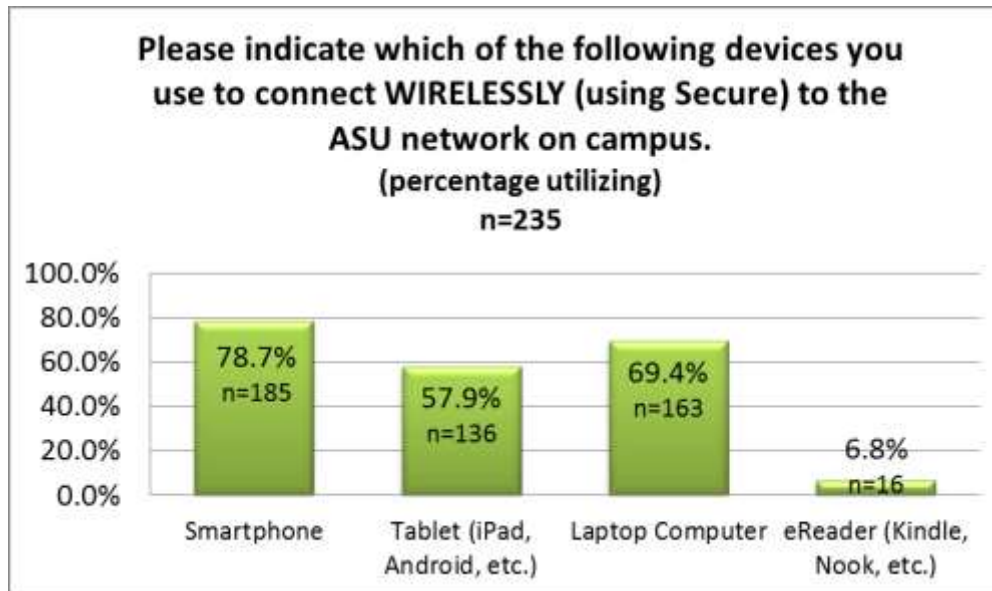 Please indicate which of the following devices you
use to connect WIRELESSLY (using Secure) to the
ASU network on campus.
(percentage utilizing)
n=235
100.0%
80.0%
60.0%
40.0%
20.0%
0.0%
78.7%
n=185
57.9%
n=136
69.4%
n=163
6.8%
n=16
Smartphone
Tablet (iPad,
Android, etc.)
Laptop Computer
eReader (Kindle,
Nook, etc.)